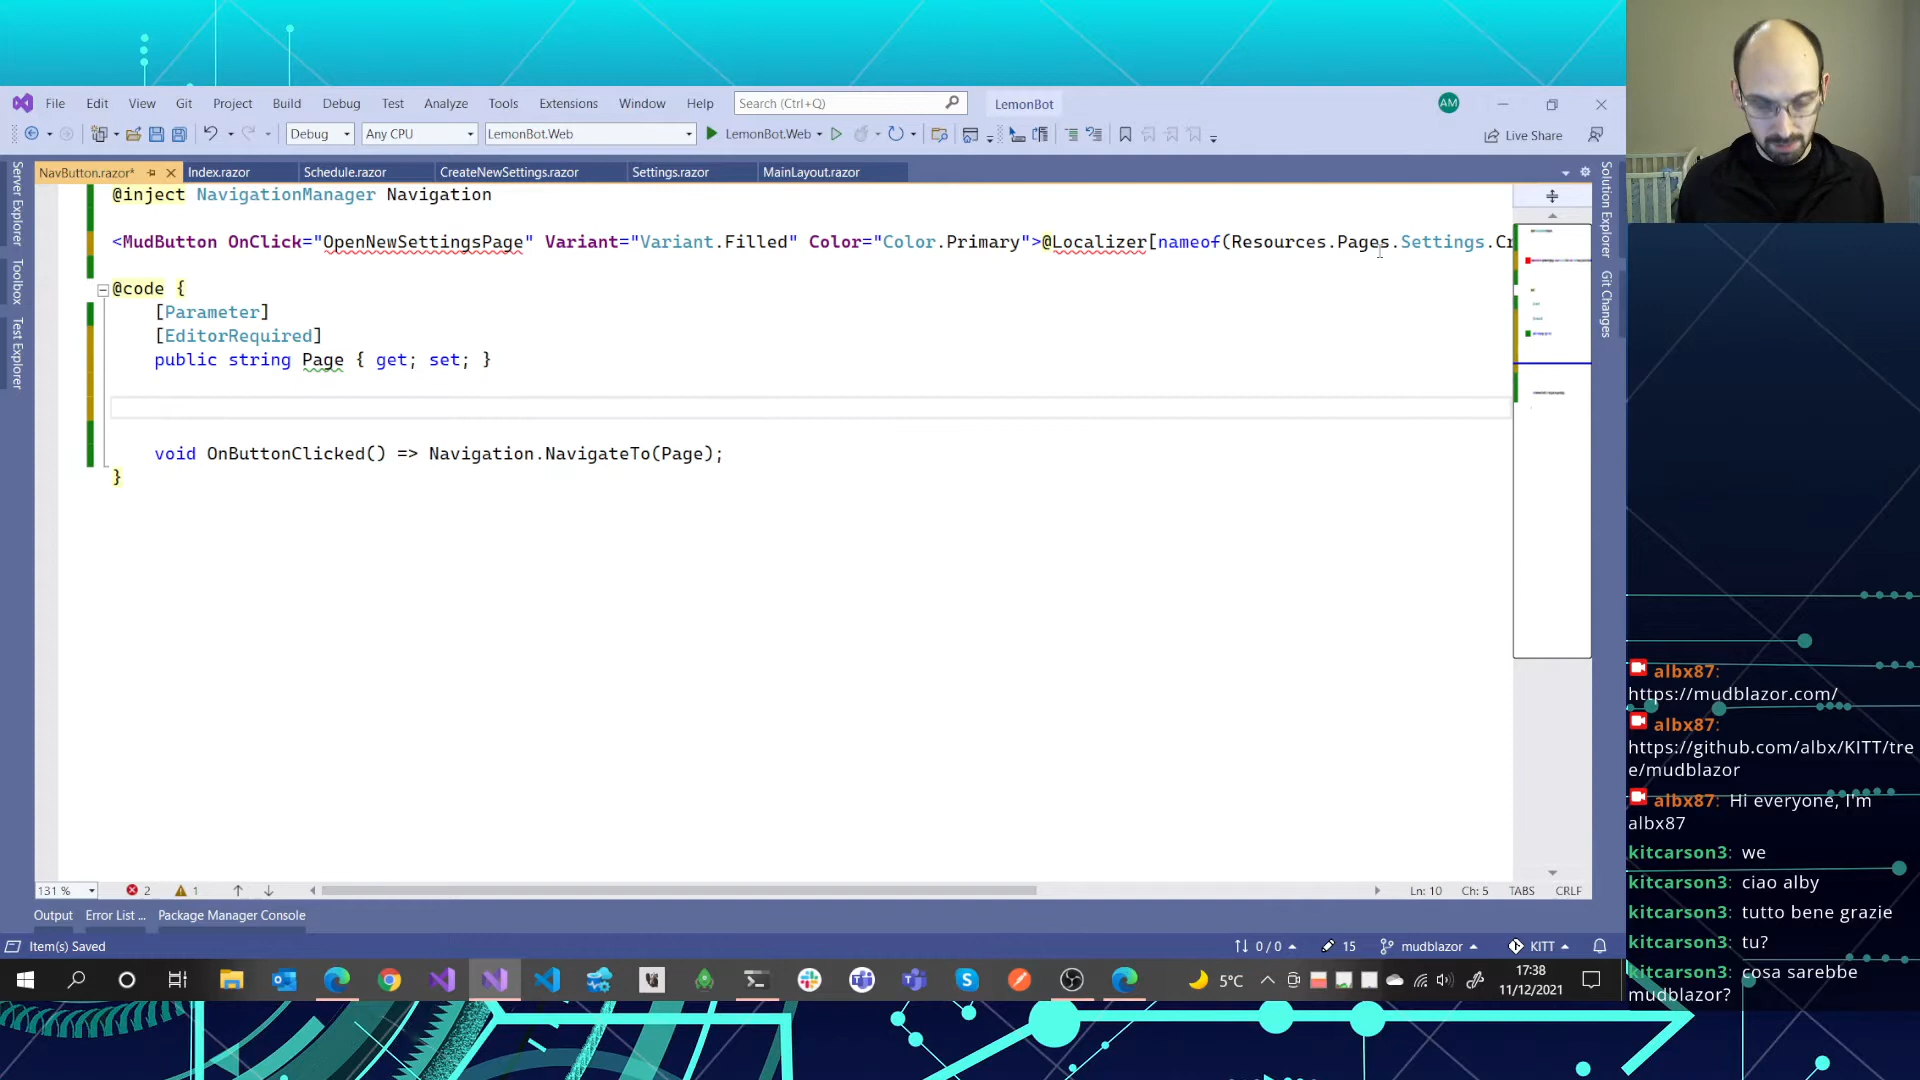 File Edit View Git Project Build Debug Test Analyze Tools Extensions Window Help Search (Ctrl+Q) LemonBot AM
Debug Any CPU LemonBot.Web LemonBot.Web Live Share
NavButton.razor* Index.razor Schedule.razor CreateNewSettings.razor Settings.razor MainLayout.razor
Server Explorer
Toolbox
Test Explorer
@inject NavigationManager Navigation
<MudButton OnClick="OpenNewSettingsPage" Variant="Variant.Filled" Color="Color.Primary">@Localizer[nameof(Resources.Pages.Settings.Cr
@code {
[Parameter]
[EditorRequired]
public string Page { get; set; }
void OnButtonClicked() => Navigation.NavigateTo(Page);
}
Solution Explorer
Git Changes
131 % 2 1 Ln: 10 Ch: 5 TABS CRLF
Output Error List ... Package Manager Console
Item(s) Saved 0 / 0 15 mudblazor KITT
5°C 17:38
11/12/2021
albx87:
https://mudblazor.com/
albx87:
https://github.com/albx/KITT/tre
e/mudblazor
albx87: Hi everyone, I'm
albx87
kitcarson3: we
kitcarson3: ciao alby
kitcarson3: tutto bene grazie
kitcarson3: tu?
kitcarson3: cosa sarebbe
mudblazor?